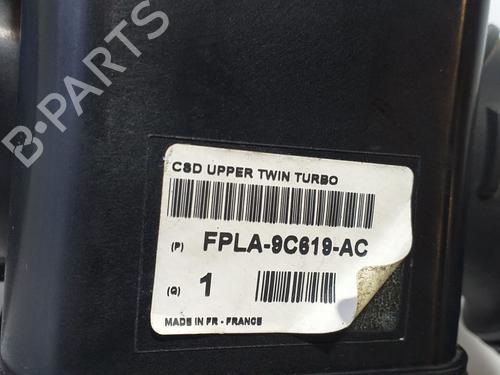 CSD UPPER TWIN TURBO
(P) FPLA-9C619-AC
(Q) 1
MADE IN FR - FRANCE
B-PARTS